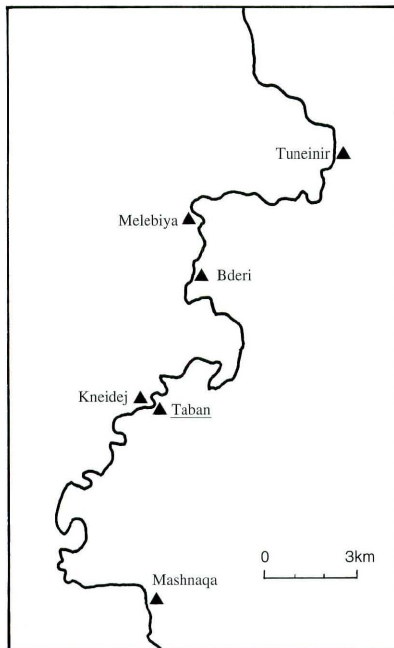 Tuneinir
Melebiya
Bderi
Kneidej
Taban
0 3km
Mashnaqa